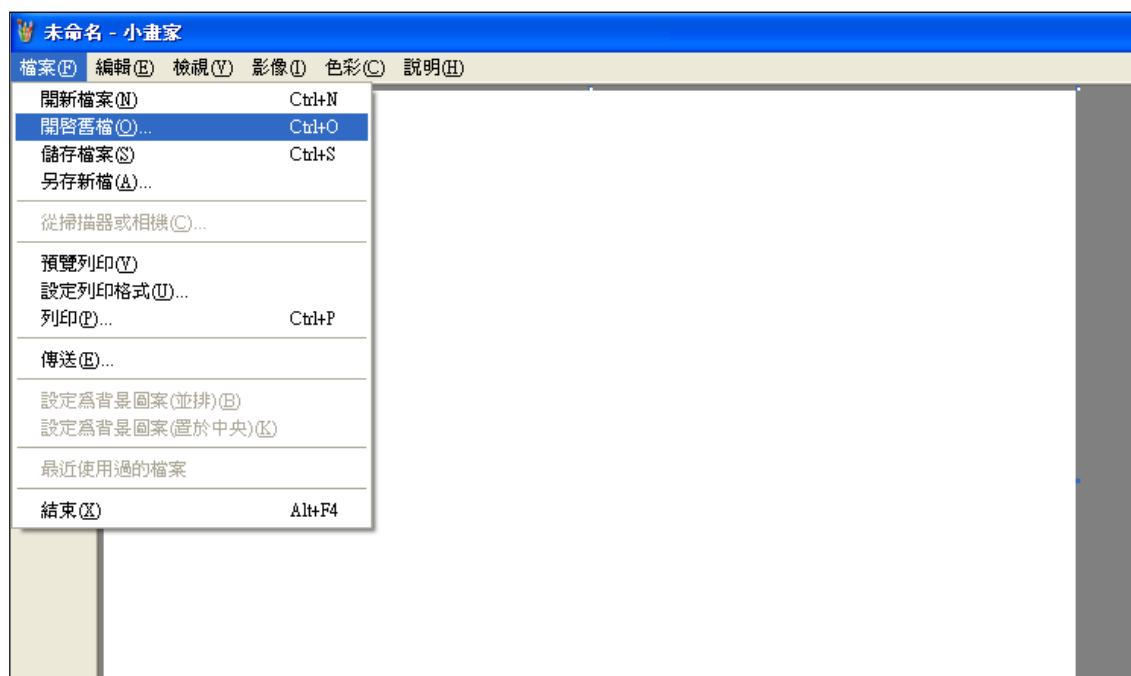 未命名 - 小畫家
檔案(F) 編輯(E) 檢視(V) 影像(I) 色彩(C) 說明(H)
開新檔案(N) Ctrl+N
開啓舊檔(O)... Ctrl+O
儲存檔案(S) Ctrl+S
另存新檔(A)...
從掃描器或相機(C)...
預覽列印(V)
設定列印格式(U)...
列印(P)... Ctrl+P
傳送(E)...
設定爲背景圖案(並排)(B)
設定爲背景圖案(置於中央)(K)
最近使用過的檔案
結束(X) Alt+F4